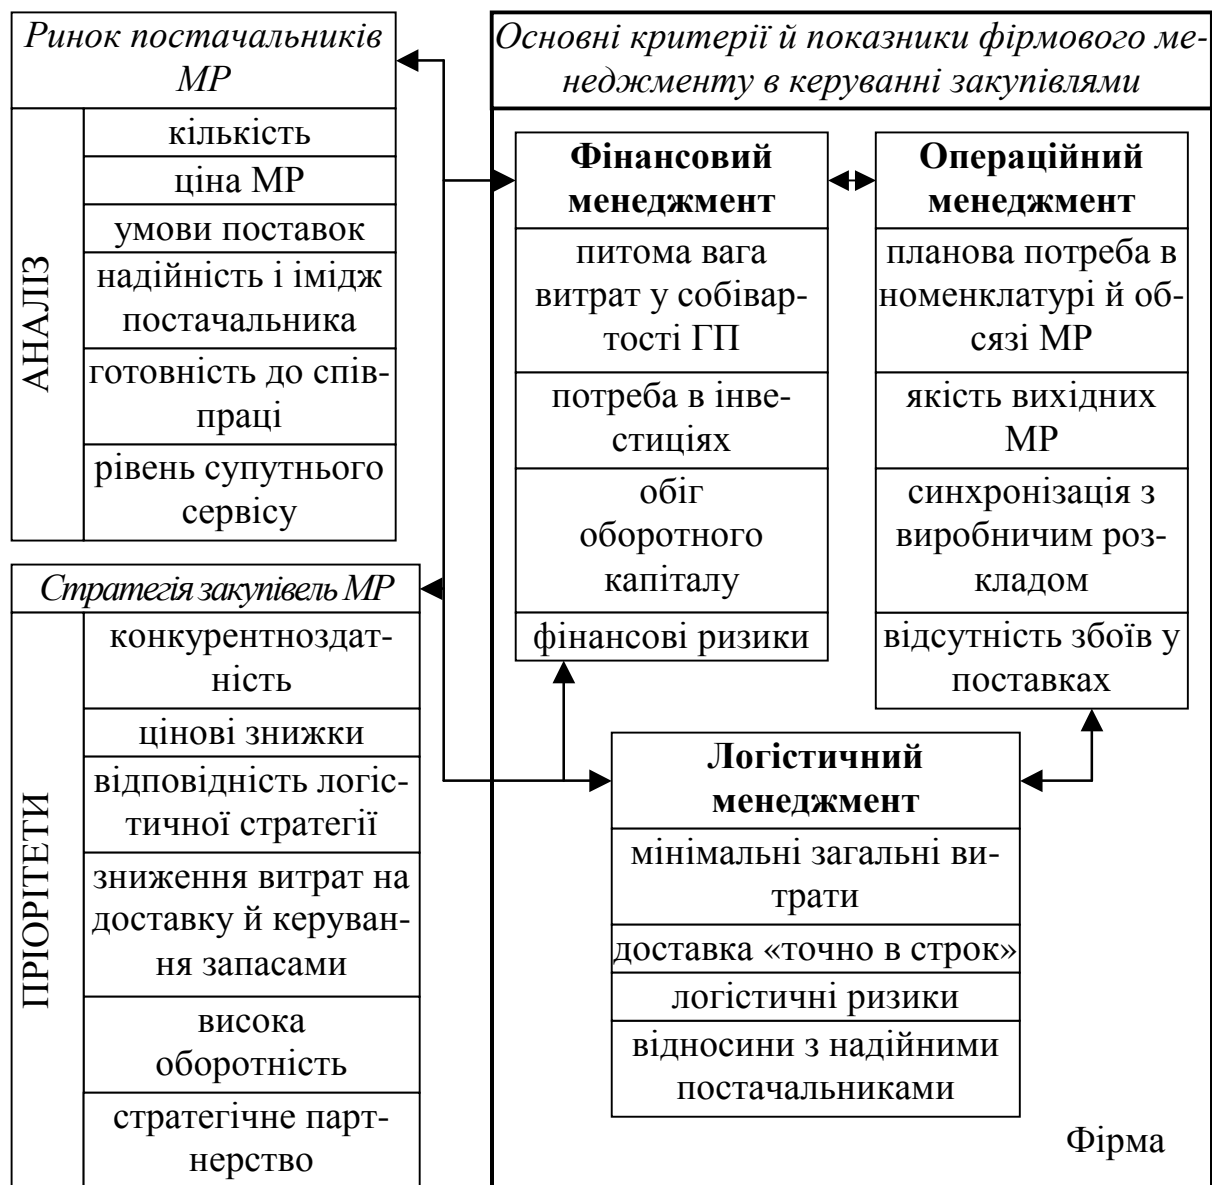 Ринок постачальників
МР
АНАЛІЗ
кількість
ціна МР
умови поставок
надійність і імідж
постачальника
готовність до спів-
праці
рівень супутнього
сервісу
Стратегія закупівель МР
ПРІОРІТЕТИ
конкурентноздат-
ність
цінові знижки
відповідність логіс-
тичної стратегії
зниження витрат на
доставку й керуван-
ня запасами
висока
оборотність
стратегічне парт-
нерство
Основні критерії й показники фірмового ме-
неджменту в керуванні закупівлями
Фінансовий
менеджмент
питома вага
витрат у собівар-
тості ГП
потреба в інве-
стиціях
обіг
оборотного
капіталу
фінансові ризики
Операційний
менеджмент
планова потреба в
номенклатурі й об-
сязі МР
якість вихідних
МР
синхронізація з
виробничим роз-
кладом
відсутність збоїв у
поставках
Логістичний
менеджмент
мінімальні загальні ви-
трати
доставка «точно в строк»
логістичні ризики
відносини з надійними
постачальниками
Фірма